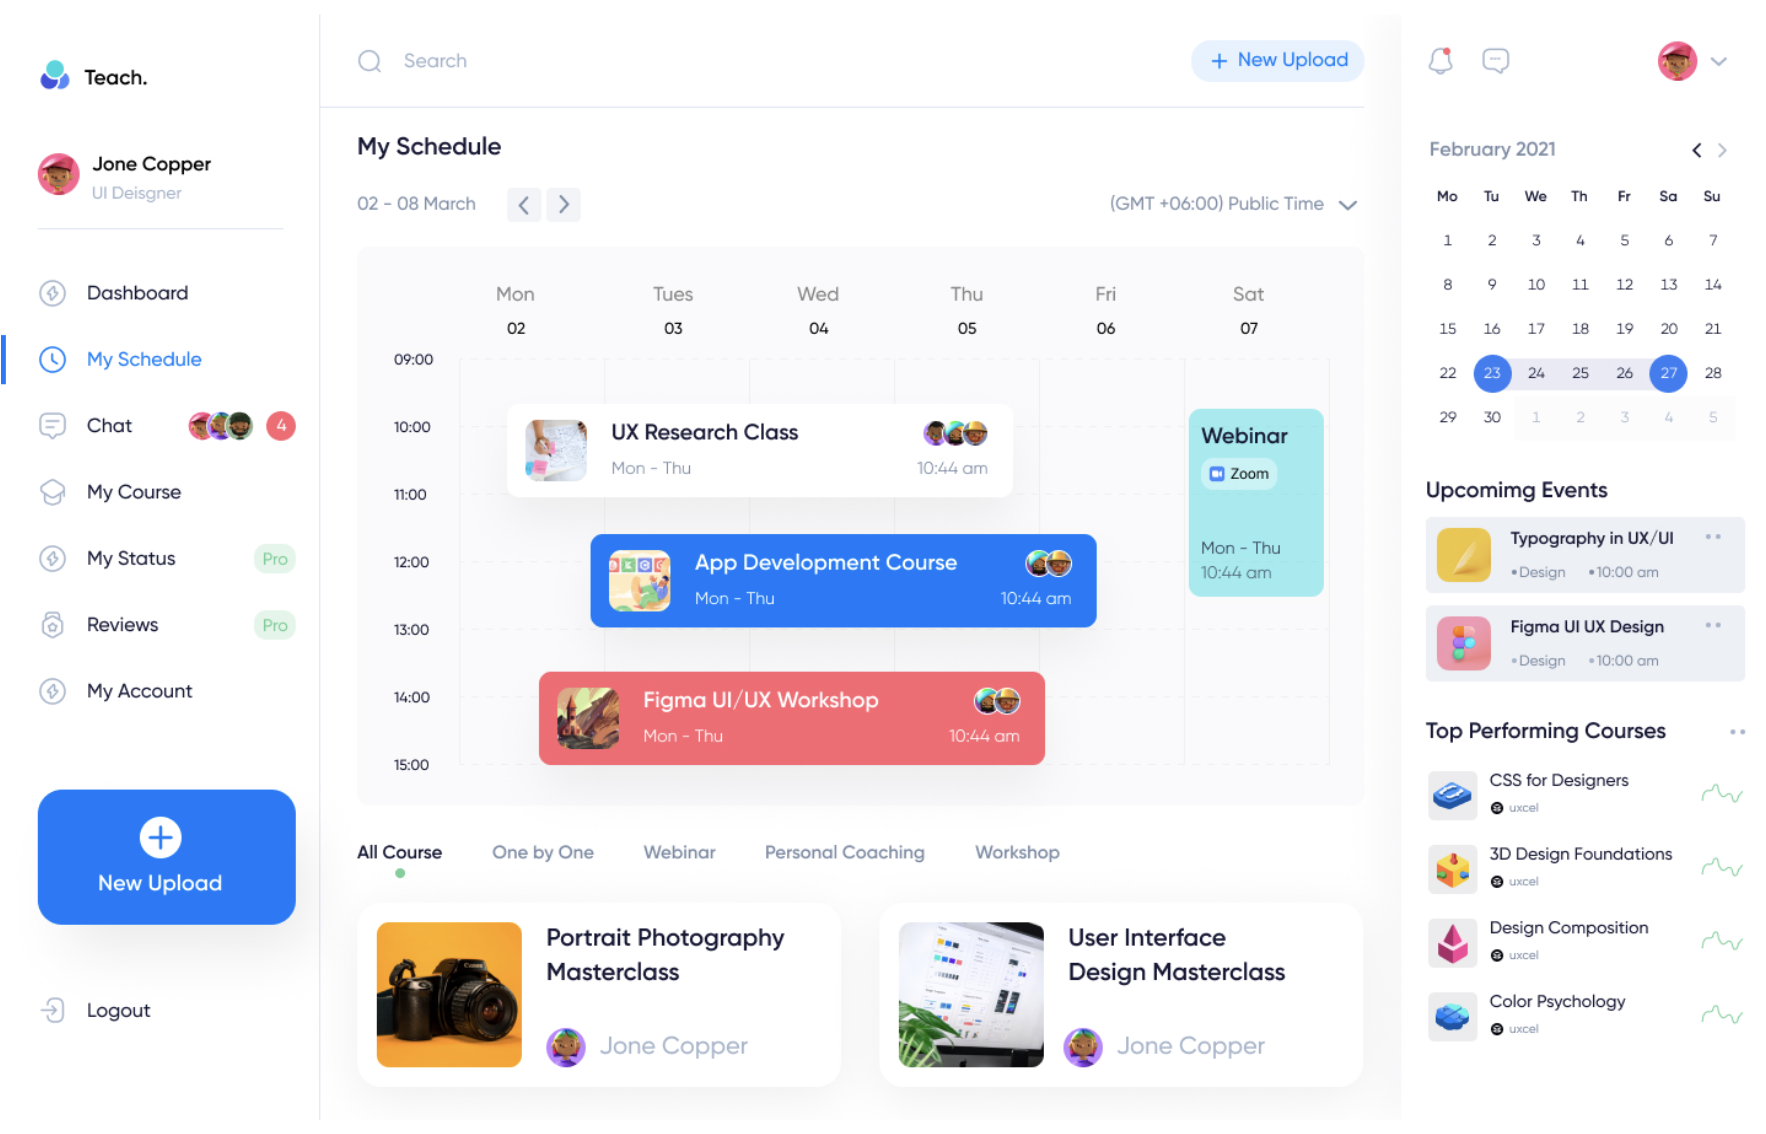 Teach.
Jone Copper
UI Deisgner
Dashboard
My Schedule
Chat
4
My Course
My Status
Pro
Reviews
Pro
My Account
New Upload
Logout
Search
+ New Upload
My Schedule
02 - 08 March
(GMT +06:00) Public Time
Mon Tues Wed Thu Fri Sat
02 03 04 05 06 07
09:00
10:00
11:00
12:00
13:00
14:00
15:00
UX Research Class
Mon - Thu
10:44 am
App Development Course
Mon - Thu
10:44 am
Figma UI/UX Workshop
Mon - Thu
10:44 am
Webinar
Zoom
Mon - Thu
10:44 am
All Course One by One Webinar Personal Coaching Workshop
Portrait Photography
Masterclass
Jone Copper
User Interface
Design Masterclass
Jone Copper
February 2021
Mo Tu We Th Fr Sa Su
1 2 3 4 5 6 7
8 9 10 11 12 13 14
15 16 17 18 19 20 21
22 23 24 25 26 27 28
29 30 1 2 3 4 5
Upcomimg Events
Typography in UX/UI
•Design •10:00 am
Figma UI UX Design
•Design •10:00 am
Top Performing Courses
CSS for Designers
uxcel
3D Design Foundations
uxcel
Design Composition
uxcel
Color Psychology
uxcel